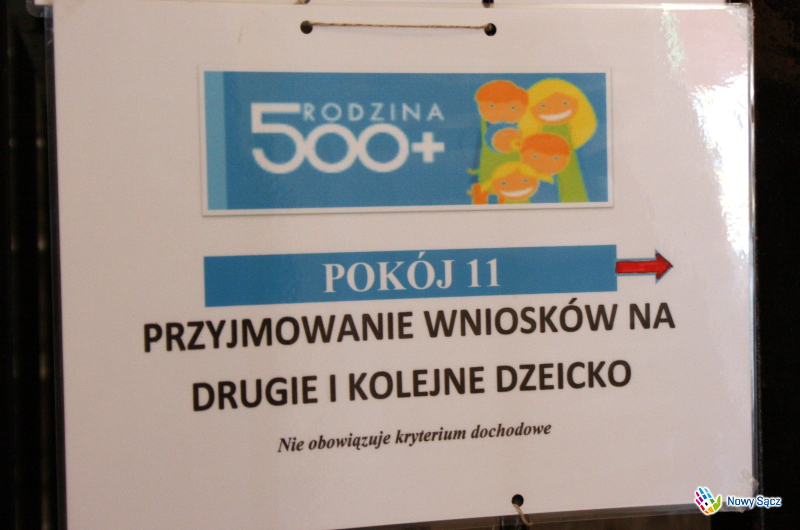 RODZINA
500+
POKÓJ 11
PRZYJMOWANIE WNIOSKÓW NA
DRUGIE I KOLEJNE DZEICKO
Nie obowiązuje kryterium dochodowe
Nowy Sącz